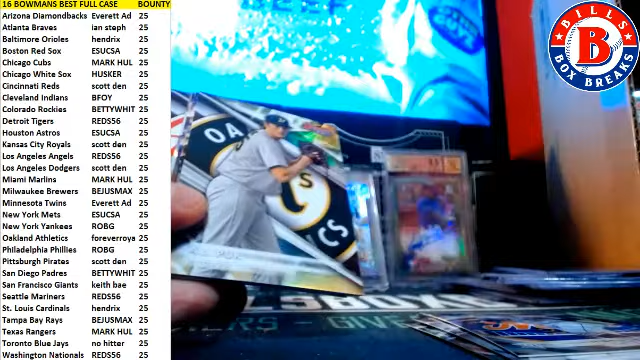 16 BOWMANS BEST FULL CASE BOUNTY
Arizona Diamondbacks Everett Ad 25
Atlanta Braves ian steph 25
Baltimore Orioles hendrix 25
Boston Red Sox ESUCSA 25
Chicago Cubs MARK HUL 25
Chicago White Sox HUSKER 25
Cincinnati Reds scott den 25
Cleveland Indians BFOY 25
Colorado Rockies BETTYWHIT 25
Detroit Tigers REDS56 25
Houston Astros ESUCSA 25
Kansas City Royals scott den 25
Los Angeles Angels REDS56 25
Los Angeles Dodgers scott den 25
Miami Marlins MARK HUL 25
Milwaukee Brewers BEJUSMAX 25
Minnesota Twins Everett Ad 25
New York Mets ESUCSA 25
New York Yankees ROBG 25
Oakland Athletics foreverroya 25
Philadelphia Phillies ROBG 25
Pittsburgh Pirates scott den 25
San Diego Padres BETTYWHIT 25
San Francisco Giants keith bae 25
Seattle Mariners REDS56 25
St. Louis Cardinals hendrix 25
Tampa Bay Rays BEJUSMAX 25
Texas Rangers MARK HUL 25
Toronto Blue Jays no hitter 25
Washington Nationals REDS56 25
BILLS
B
BOX BREAKS
OA
S
ICS